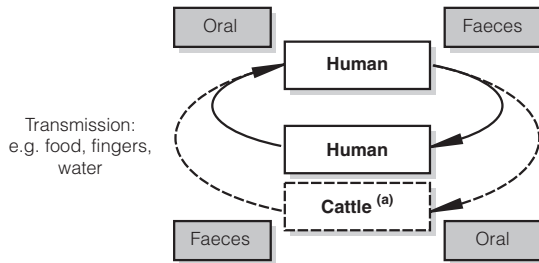 Oral
Faeces
Human
Transmission:
e.g. food, fingers,
water
Human
Cattle (a)
Faeces
Oral